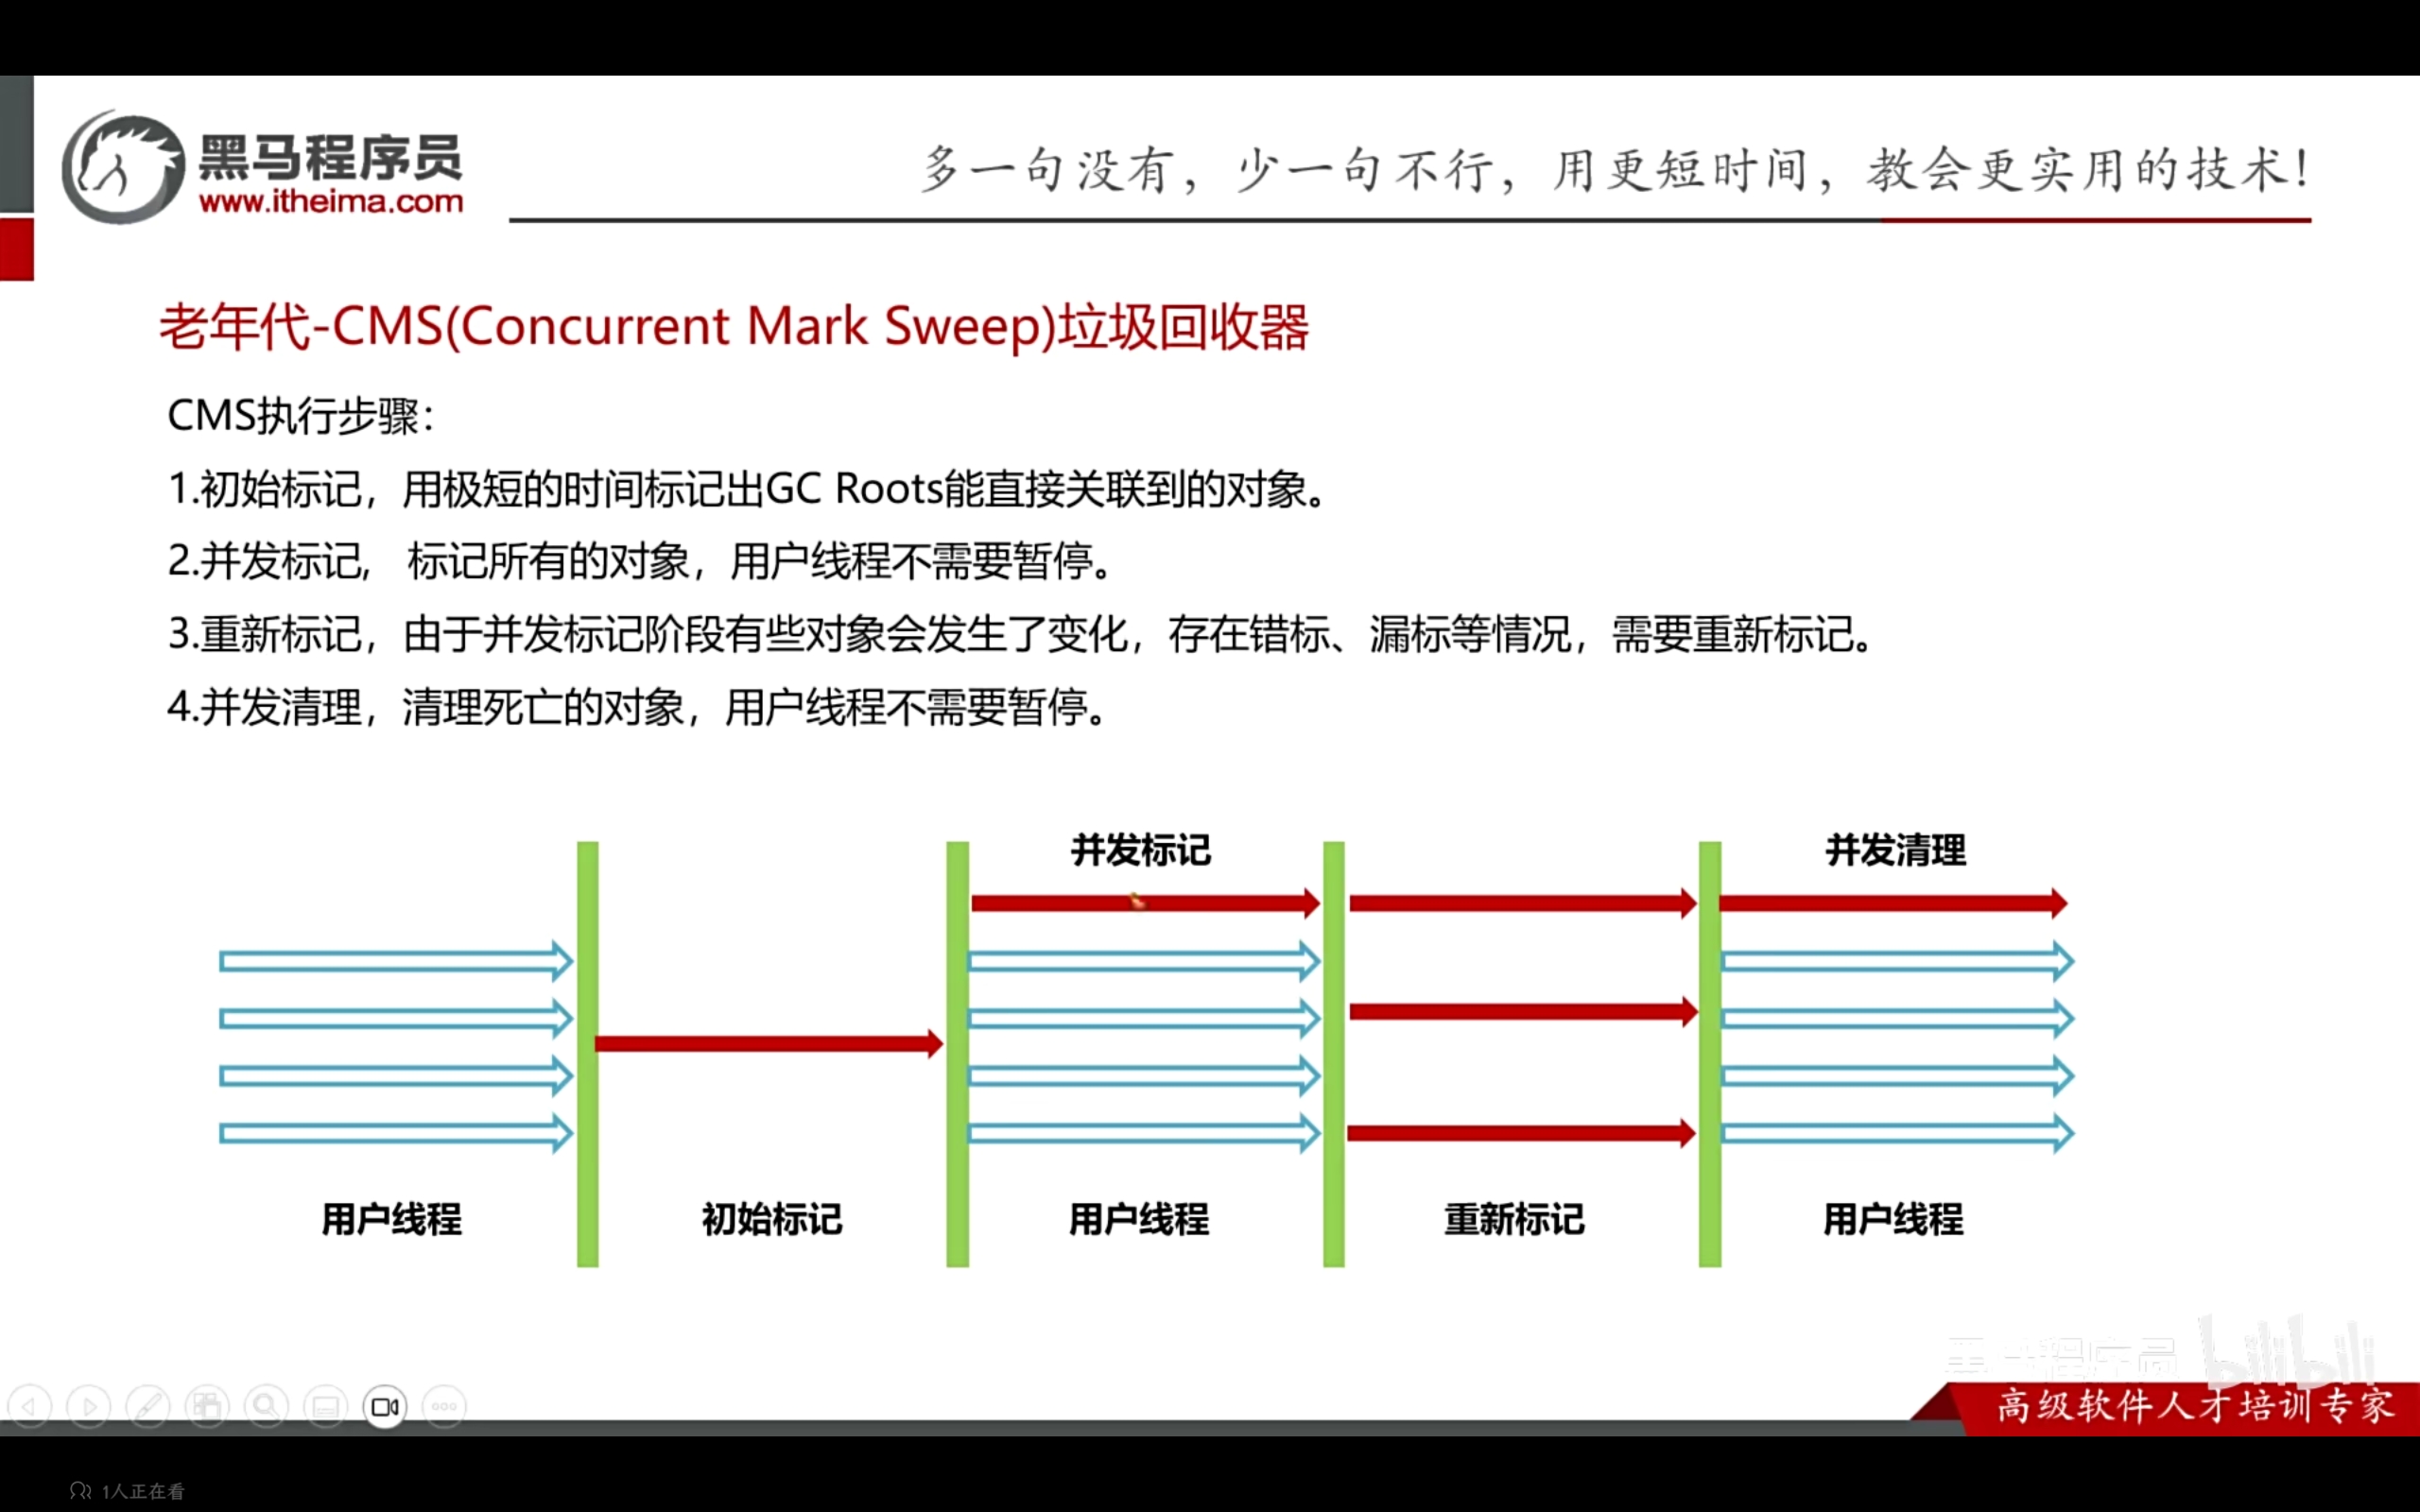 黑马程序员
www.itheima.com
多一句没有，少一句不行，用更短时间，教会更实用的技术！
老年代-CMS(Concurrent Mark Sweep)垃圾回收器
CMS执行步骤：
1.初始标记，用极短的时间标记出GC Roots能直接关联到的对象。
2.并发标记， 标记所有的对象，用户线程不需要暂停。
3.重新标记，由于并发标记阶段有些对象会发生了变化，存在错标、漏标等情况，需要重新标记。
4.并发清理，清理死亡的对象，用户线程不需要暂停。
并发标记
并发清理
用户线程
初始标记
用户线程
重新标记
用户线程
黑马程序员 bilibili
高级软件人才培训专家
1人正在看